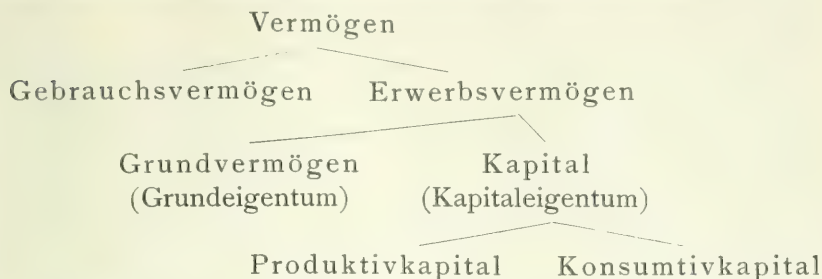 Vermögen
Gebrauchsvermögen Erwerbsvermögen
Grundvermögen Kapital
(Grundeigentum) (Kapitaleigentum)
Produktivkapital Konsumtivkapital